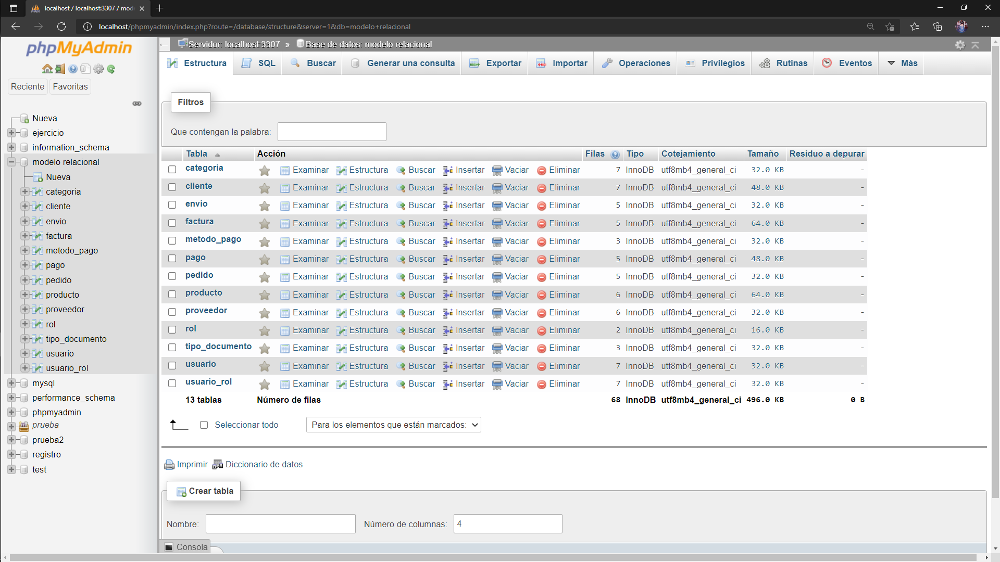 localhost / localhost:3307 / mod
localhost/phpmyadmin/index.php?route=/database/structure&server=1&db=modelo+relacional
phpMyAdmin
Reciente Favoritas
Nueva
ejercicio
information_schema
modelo relacional
Nueva
categoria
cliente
envio
factura
metodo_pago
pago
pedido
producto
proveedor
rol
tipo_documento
usuario
usuario_rol
mysql
performance_schema
phpmyadmin
prueba
prueba2
registro
test
Servidor: localhost:3307 » Base de datos: modelo relacional
Estructura SQL Buscar Generar una consulta Exportar Importar Operaciones Privilegios Rutinas Eventos Más
Filtros
Que contengan la palabra:
Tabla Acción Filas Tipo Cotejamiento Tamaño Residuo a depurar
categoria Examinar Estructura Buscar Insertar Vaciar Eliminar 7 InnoDB utf8mb4_general_ci 32.0 KB -
cliente Examinar Estructura Buscar Insertar Vaciar Eliminar 7 InnoDB utf8mb4_general_ci 48.0 KB -
envio Examinar Estructura Buscar Insertar Vaciar Eliminar 5 InnoDB utf8mb4_general_ci 32.0 KB -
factura Examinar Estructura Buscar Insertar Vaciar Eliminar 5 InnoDB utf8mb4_general_ci 64.0 KB -
metodo_pago Examinar Estructura Buscar Insertar Vaciar Eliminar 3 InnoDB utf8mb4_general_ci 32.0 KB -
pago Examinar Estructura Buscar Insertar Vaciar Eliminar 5 InnoDB utf8mb4_general_ci 48.0 KB -
pedido Examinar Estructura Buscar Insertar Vaciar Eliminar 5 InnoDB utf8mb4_general_ci 32.0 KB -
producto Examinar Estructura Buscar Insertar Vaciar Eliminar 6 InnoDB utf8mb4_general_ci 64.0 KB -
proveedor Examinar Estructura Buscar Insertar Vaciar Eliminar 6 InnoDB utf8mb4_general_ci 32.0 KB -
rol Examinar Estructura Buscar Insertar Vaciar Eliminar 2 InnoDB utf8mb4_general_ci 16.0 KB -
tipo_documento Examinar Estructura Buscar Insertar Vaciar Eliminar 3 InnoDB utf8mb4_general_ci 32.0 KB -
usuario Examinar Estructura Buscar Insertar Vaciar Eliminar 7 InnoDB utf8mb4_general_ci 32.0 KB -
usuario_rol Examinar Estructura Buscar Insertar Vaciar Eliminar 7 InnoDB utf8mb4_general_ci 32.0 KB -
13 tablas Número de filas 68 InnoDB utf8mb4_general_ci 496.0 KB 0 B
Seleccionar todo Para los elementos que están marcados:
Imprimir Diccionario de datos
Crear tabla
Nombre: Número de columnas: 4
Consola